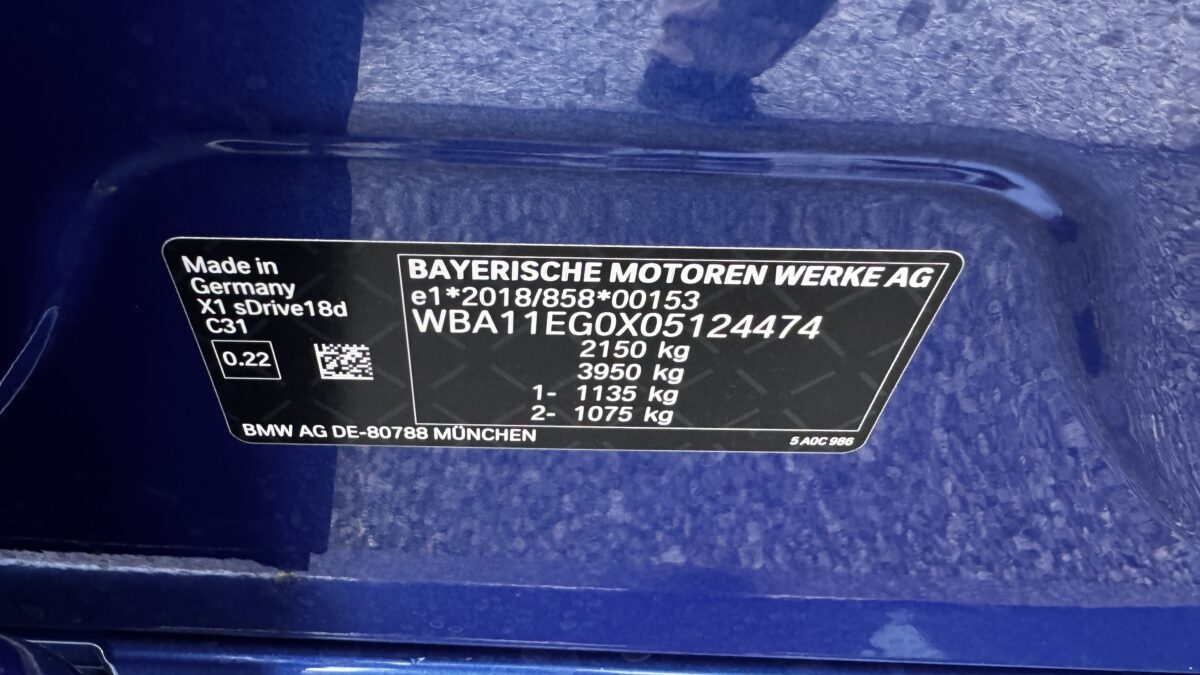 Made in
Germany
X1 sDrive18d
C31
0.22
BAYERISCHE MOTOREN WERKE AG
e1*2018/858*00153
WBA11EG0X05124474
2150 kg
3950 kg
1- 1135 kg
2- 1075 kg
BMW AG DE-80788 MÜNCHEN
5 A0C 986